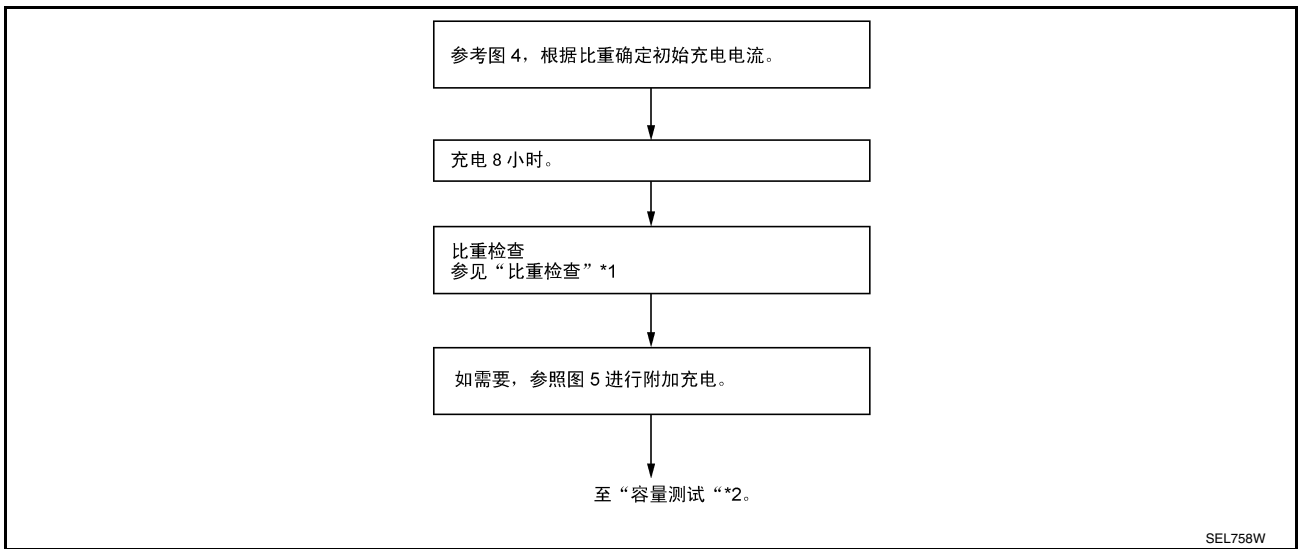 参考图 4，根据比重确定初始充电电流。
充电 8 小时。
比重检查
参见“比重检查”*1
如需要，参照图 5 进行附加充电。
至“容量测试“*2。
SEL758W